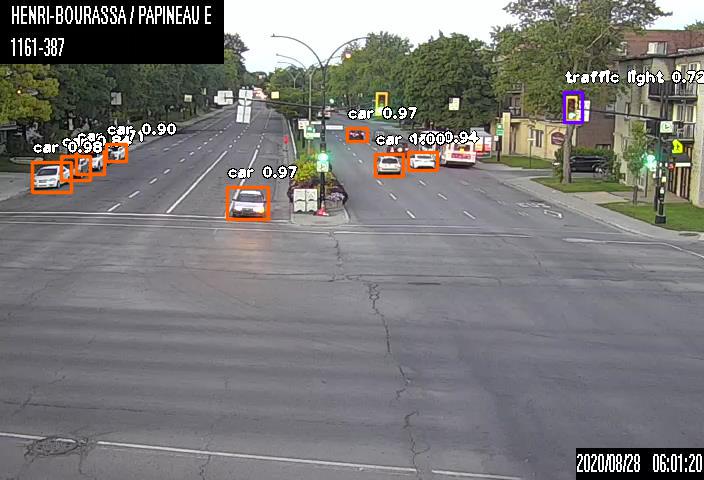 HENRI-BOURASSA / PAPINEAU E
1161-387
traffic light 0.72
car 0.97
car 0.90
car 0.98
car 0.97
2020/08/28 06:01:20